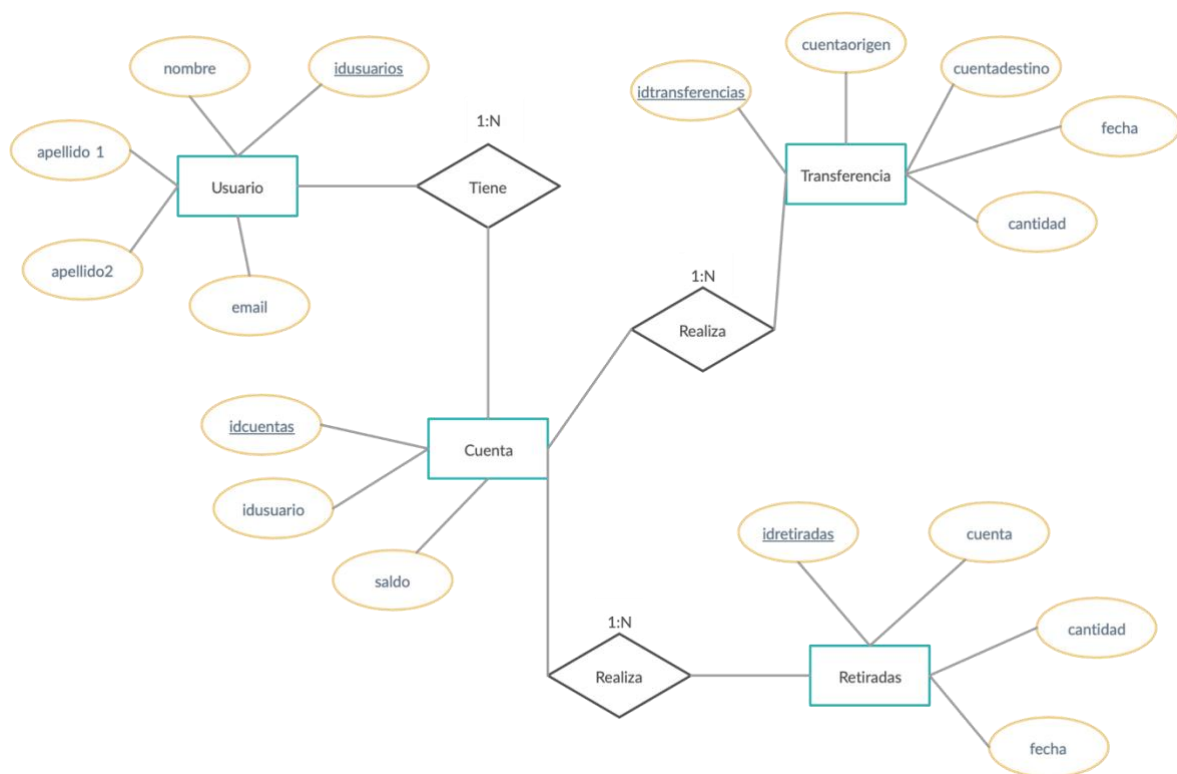 nombre
idusuarios
apellido 1
Usuario
apellido2
email
1:N
Tiene
cuentaorigen
idtransferencias
cuentadestino
fecha
Transferencia
cantidad
1:N
Realiza
idcuentas
Cuenta
idusuario
saldo
1:N
Realiza
idretiradas
cuenta
cantidad
Retiradas
fecha